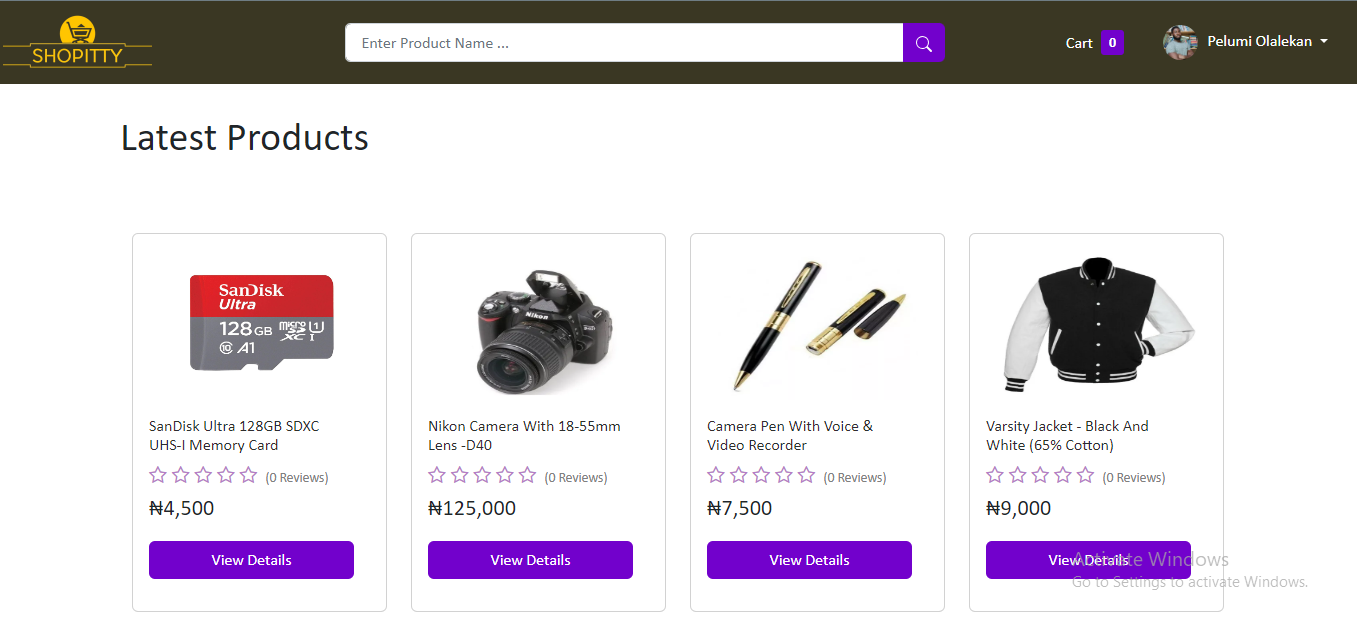 SHOPITTY
Enter Product Name ...
Cart 0
Pelumi Olalekan
Latest Products
SanDisk
Ultra
128GB microSDXC U1 I
C10 A1
SanDisk Ultra 128GB SDXC
UHS-I Memory Card
(0 Reviews)
₦4,500
View Details
Nikon
Nikon Camera With 18-55mm
Lens -D40
(0 Reviews)
₦125,000
View Details
Camera Pen With Voice &
Video Recorder
(0 Reviews)
₦7,500
View Details
Varsity Jacket - Black And
White (65% Cotton)
(0 Reviews)
₦9,000
View Details
Activate Windows
Go to Settings to activate Windows.